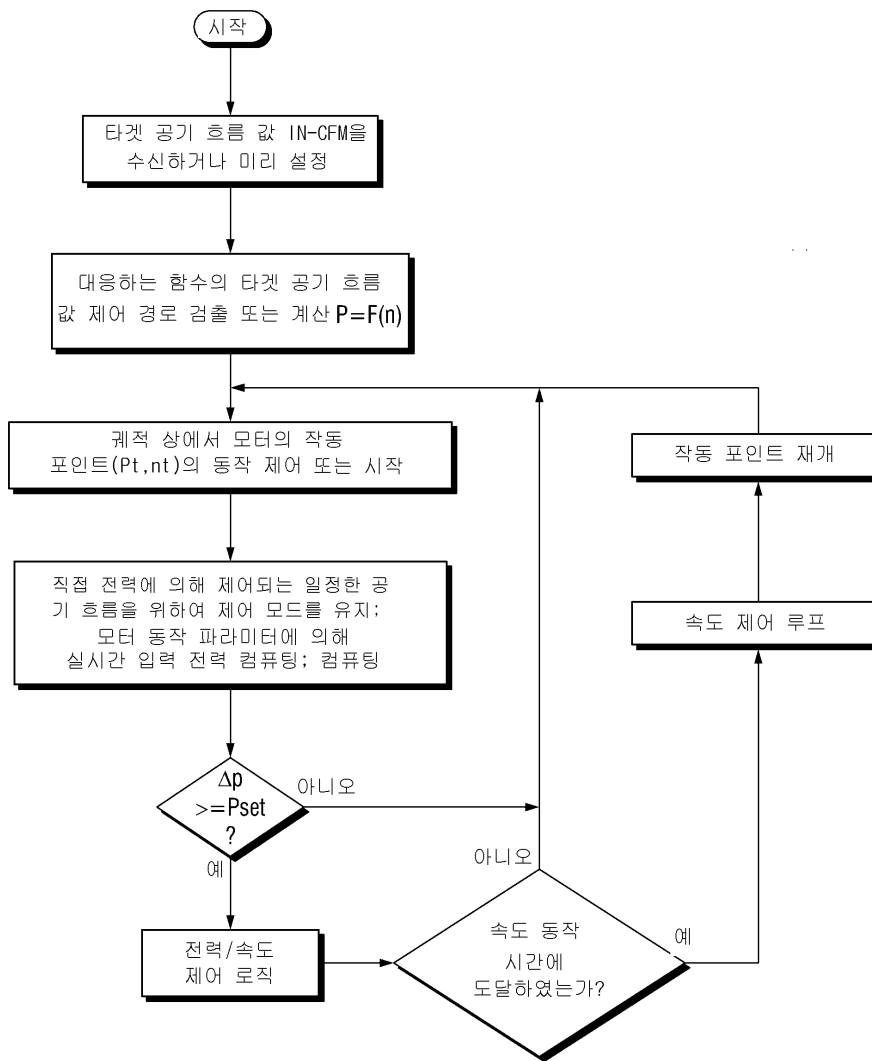 시작
타겟 공기 흐름 값 IN-CFM을
수신하거나 미리 설정
대응하는 함수의 타겟 공기 흐름
값 제어 경로 검출 또는 계산 P=F(n)
궤적 상에서 모터의 작동
포인트(Pt,nt)의 동작 제어 또는 시작
작동 포인트 재개
직접 전력에 의해 제어되는 일정한 공
기 흐름을 위하여 제어 모드를 유지;
모터 동작 파라미터에 의해
실시간 입력 전력 컴퓨팅; 컴퓨팅
속도 제어 루프
Δp
>=Pset
?
아니오
예
전력/속도
제어 로직
아니오
속도 동작
시간에
도달하였는가?
예